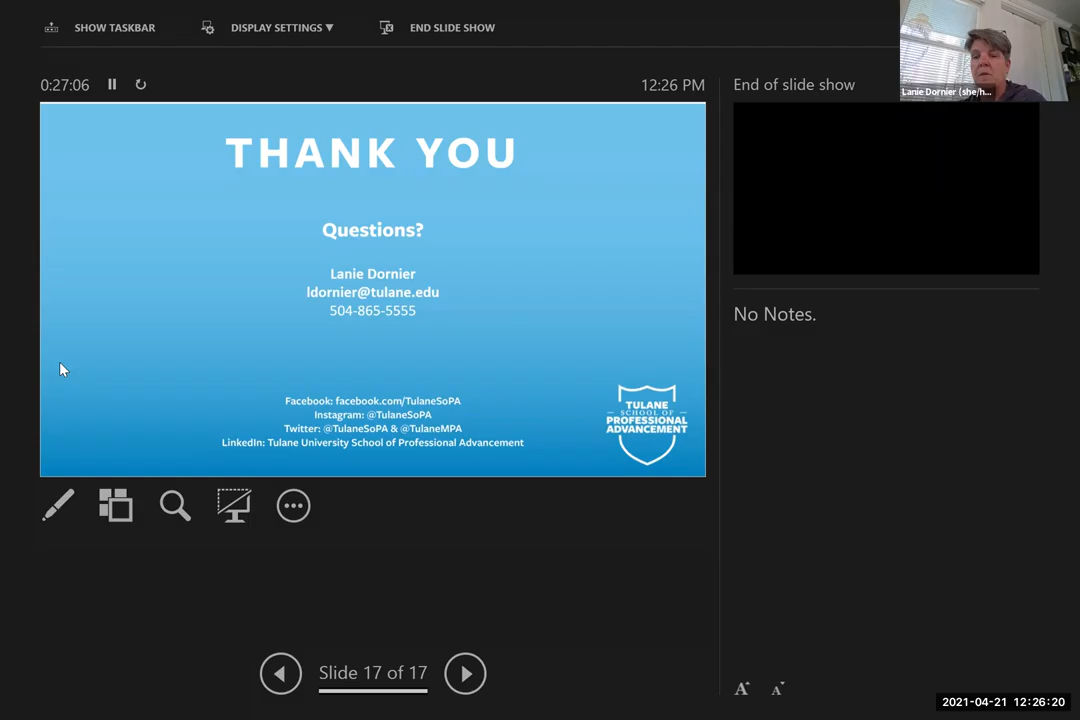 SHOW TASKBAR
DISPLAY SETTINGS ▼
END SLIDE SHOW
0:27:06
12:26 PM
End of slide show
Lanie Dornier (she/h...
THANK YOU
Questions?
Lanie Dornier
ldornier@tulane.edu
504-865-5555
Facebook: facebook.com/TulaneSoPA
Instagram: @TulaneSoPA
Twitter: @TulaneSoPA & @TulaneMPA
LinkedIn: Tulane University School of Professional Advancement
TULANE
SCHOOL OF
PROFESSIONAL
ADVANCEMENT
No Notes.
Slide 17 of 17
A A
2021-04-21 12:26:20